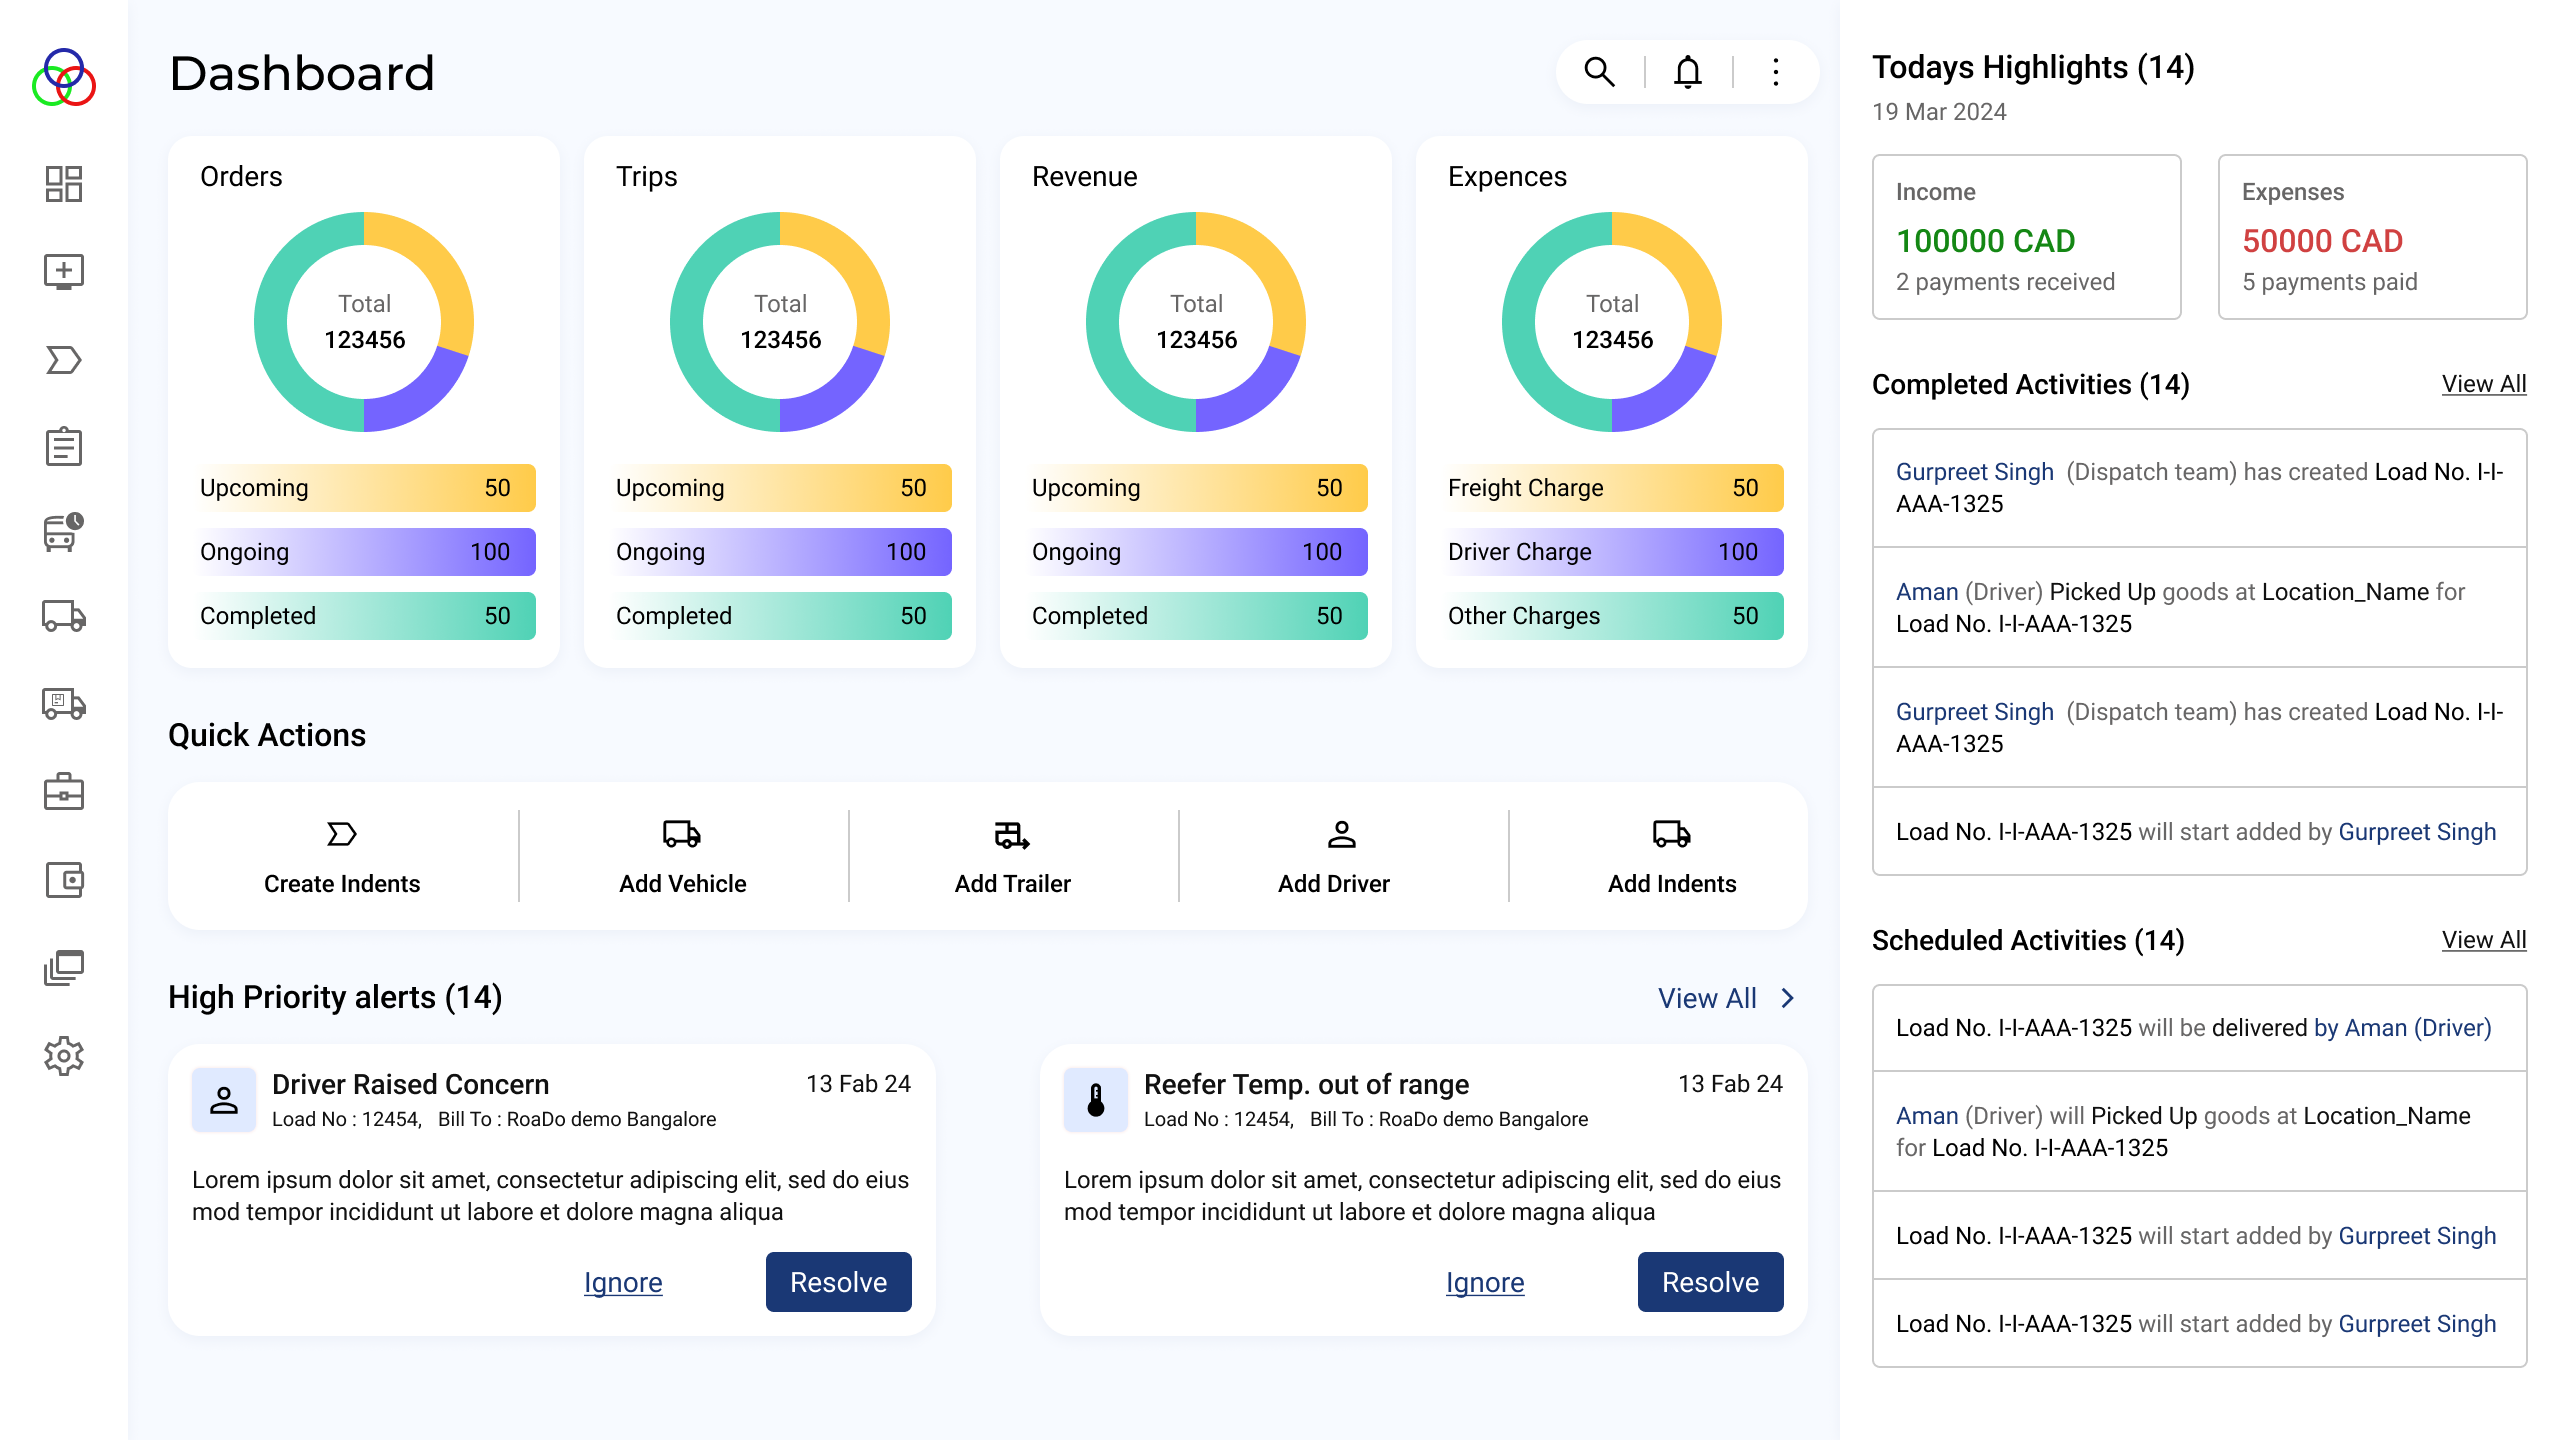 Dashboard
Orders
Total
123456
Upcoming 50
Ongoing 100
Completed 50
Trips
Total
123456
Upcoming 50
Ongoing 100
Completed 50
Revenue
Total
123456
Upcoming 50
Ongoing 100
Completed 50
Expences
Total
123456
Freight Charge 50
Driver Charge 100
Other Charges 50
Quick Actions
Create Indents
Add Vehicle
Add Trailer
Add Driver
Add Indents
High Priority alerts (14)
View All
Driver Raised Concern 13 Fab 24
Load No : 12454, Bill To : RoaDo demo Bangalore
Lorem ipsum dolor sit amet, consectetur adipiscing elit, sed do eius
mod tempor incididunt ut labore et dolore magna aliqua
Ignore Resolve
Reefer Temp. out of range 13 Fab 24
Load No : 12454, Bill To : RoaDo demo Bangalore
Lorem ipsum dolor sit amet, consectetur adipiscing elit, sed do eius
mod tempor incididunt ut labore et dolore magna aliqua
Ignore Resolve
Todays Highlights (14)
19 Mar 2024
Income
100000 CAD
2 payments received
Expenses
50000 CAD
5 payments paid
Completed Activities (14) View All
Gurpreet Singh (Dispatch team) has created Load No. I-I-
AAA-1325
Aman (Driver) Picked Up goods at Location_Name for
Load No. I-I-AAA-1325
Gurpreet Singh (Dispatch team) has created Load No. I-I-
AAA-1325
Load No. I-I-AAA-1325 will start added by Gurpreet Singh
Scheduled Activities (14) View All
Load No. I-I-AAA-1325 will be delivered by Aman (Driver)
Aman (Driver) will Picked Up goods at Location_Name
for Load No. I-I-AAA-1325
Load No. I-I-AAA-1325 will start added by Gurpreet Singh
Load No. I-I-AAA-1325 will start added by Gurpreet Singh